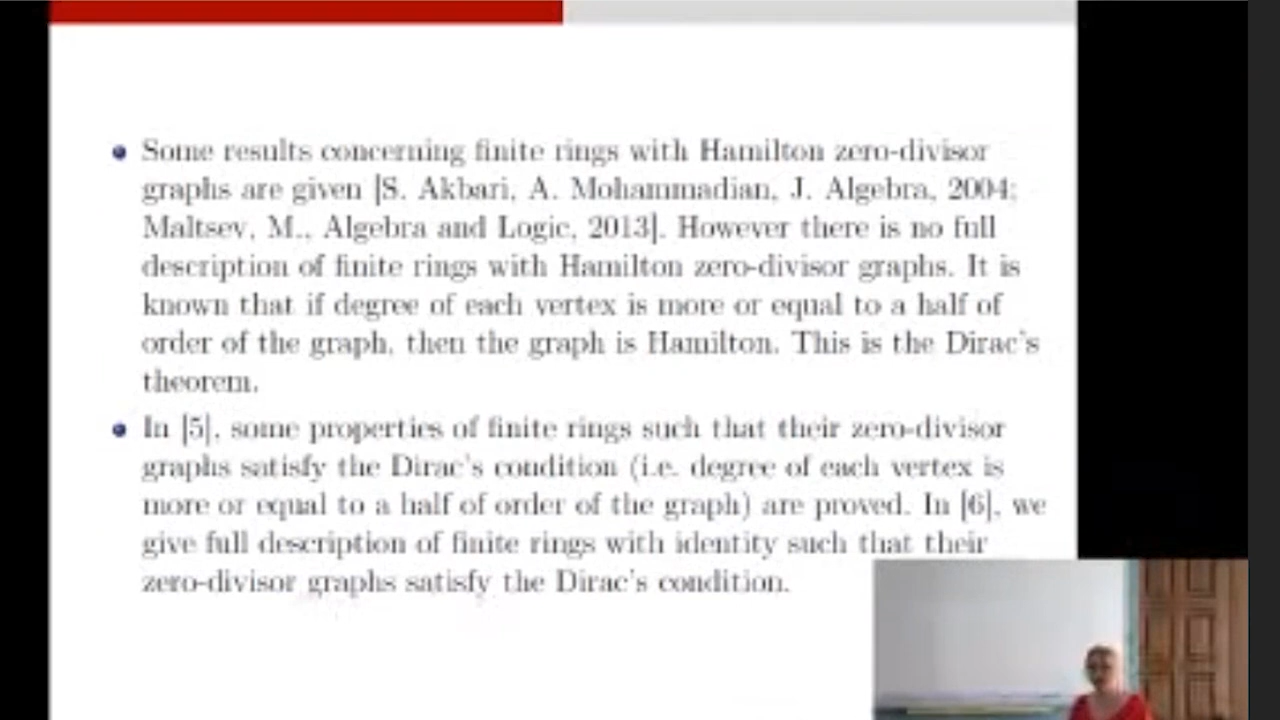 Some results concerning finite rings with Hamilton zero-divisor
graphs are given [S. Akbari, A. Mohammadian, J. Algebra, 2004;
Maltsev, M., Algebra and Logic, 2013]. However there is no full
description of finite rings with Hamilton zero-divisor graphs. It is
known that if degree of each vertex is more or equal to a half of
order of the graph, then the graph is Hamilton. This is the Dirac's
theorem.
In [5], some properties of finite rings such that their zero-divisor
graphs satisfy the Dirac's condition (i.e. degree of each vertex is
more or equal to a half of order of the graph) are proved. In [6], we
give full description of finite rings with identity such that their
zero-divisor graphs satisfy the Dirac's condition.